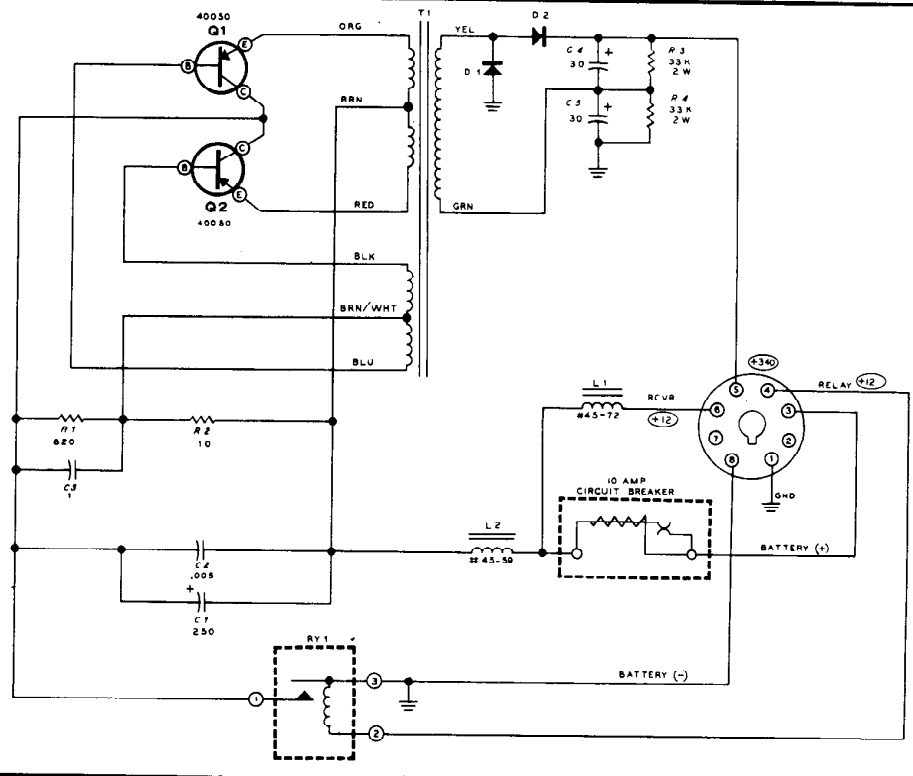 40050
Q1
E
B
C
ORG
T1
YEL
D2
D1
C4
30
+
R3
33K
2W
BRN
C5
30
+
R4
33K
2W
C
B
E
Q2
40050
RED
GRN
BLK
BRN/WHT
BLU
+340
L1
#45-72
RCVR
+12
5
4
RELAY
+12
6
3
7
2
8
1
GND
R1
620
R2
10
C3
1
10 AMP
CIRCUIT BREAKER
L2
#45-59
BATTERY (+)
C2
.005
+
C1
250
RY1
1
3
2
BATTERY (-)